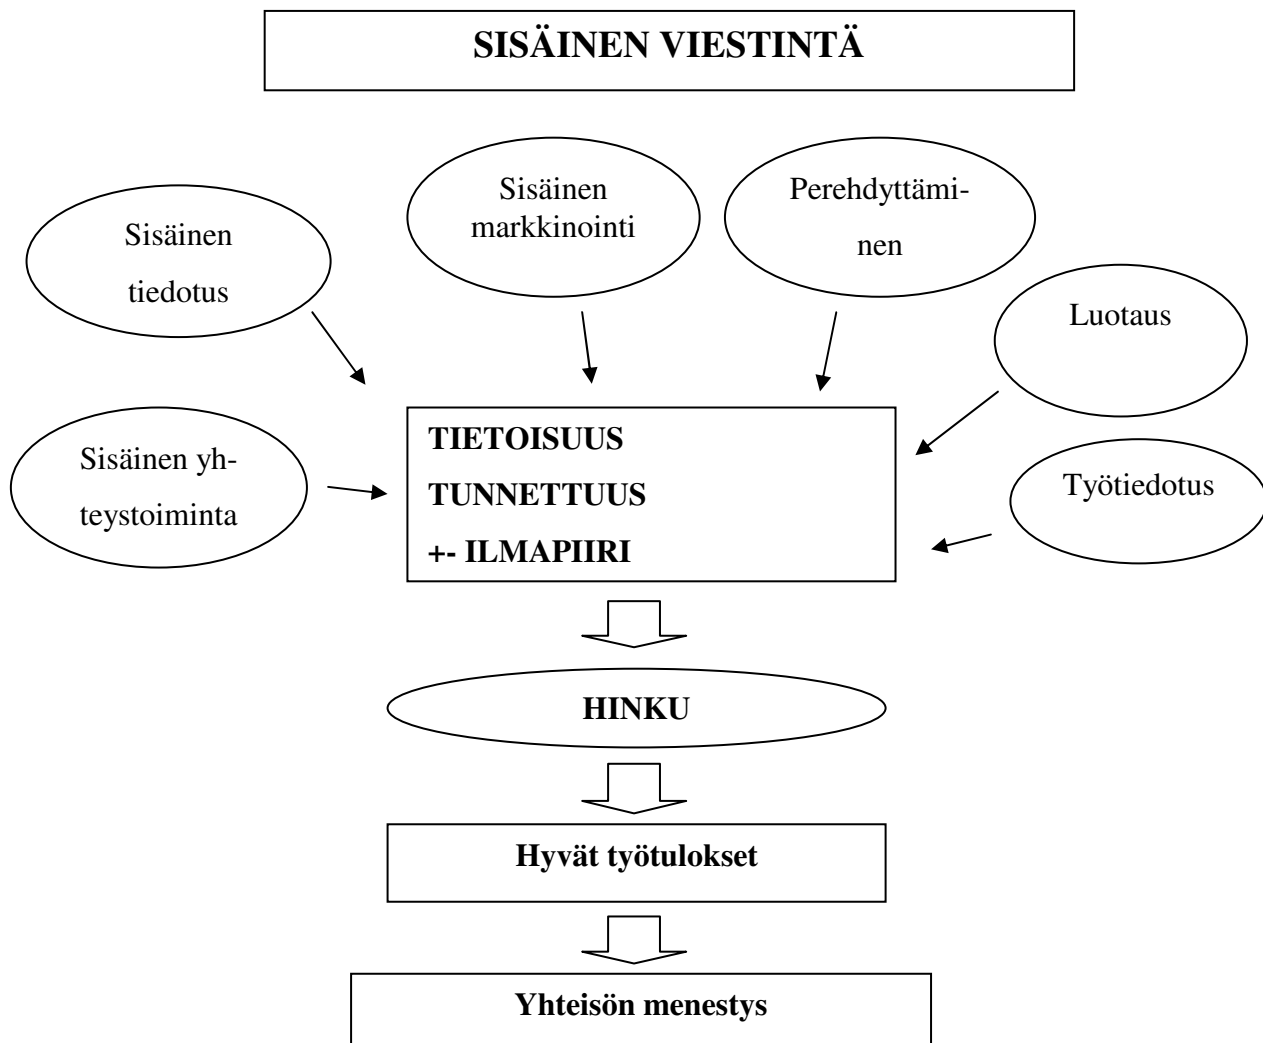 SISÄINEN VIESTINTÄ
Sisäinen
tiedotus
Sisäinen
markkinointi
Perehdyttämi-
nen
Luotaus
Sisäinen yh-
teystoiminta
TIETOISUUS
TUNNETTUUS
+- ILMAPIIRI
Työtiedotus
HINKU
Hyvät työtulokset
Yhteisön menestys